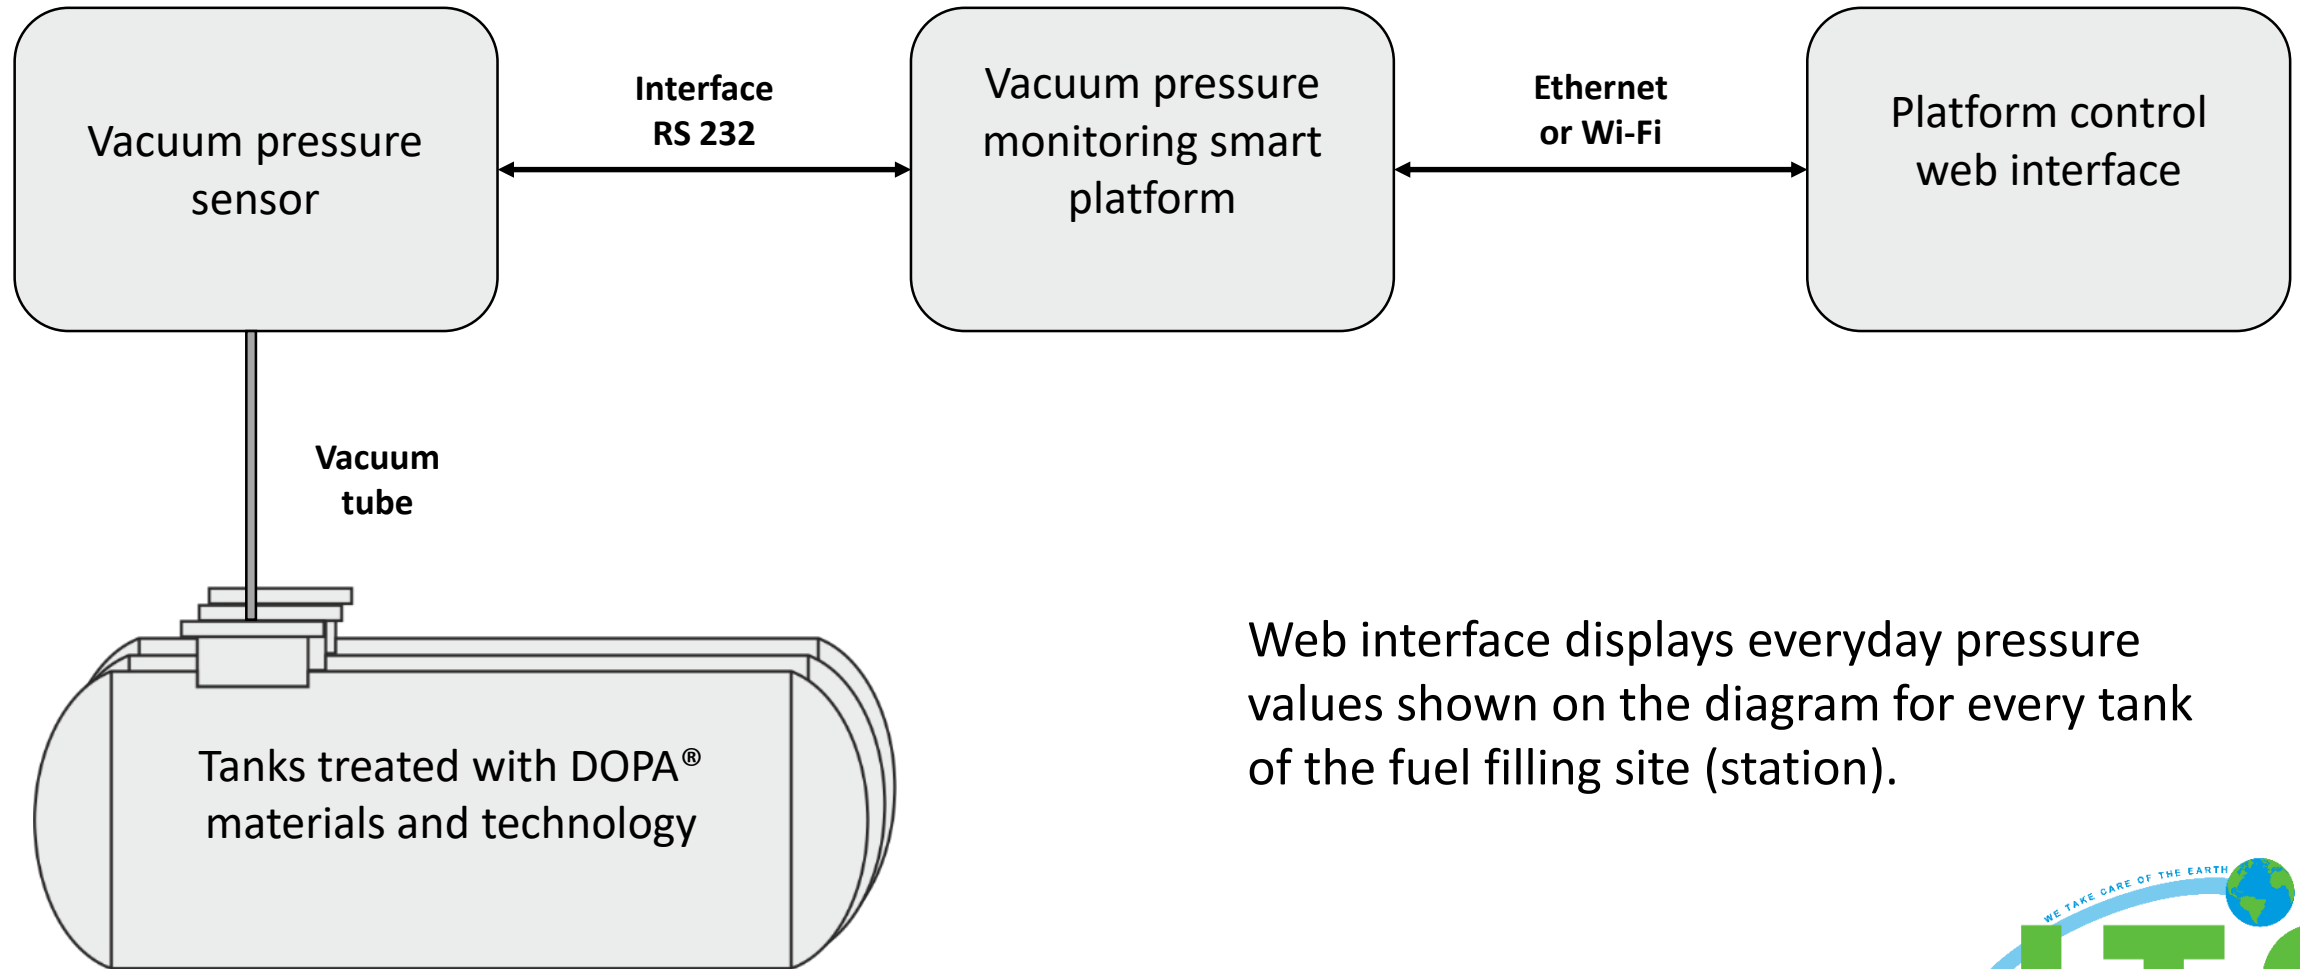 Vacuum pressure
sensor
Interface
RS 232
Vacuum pressure
monitoring smart
platform
Ethernet
or Wi-Fi
Platform control
web interface
Vacuum
tube
Tanks treated with DOPA®
materials and technology
Web interface displays everyday pressure
values shown on the diagram for every tank
of the fuel filling site (station).
WE TAKE CARE OF THE EARTH